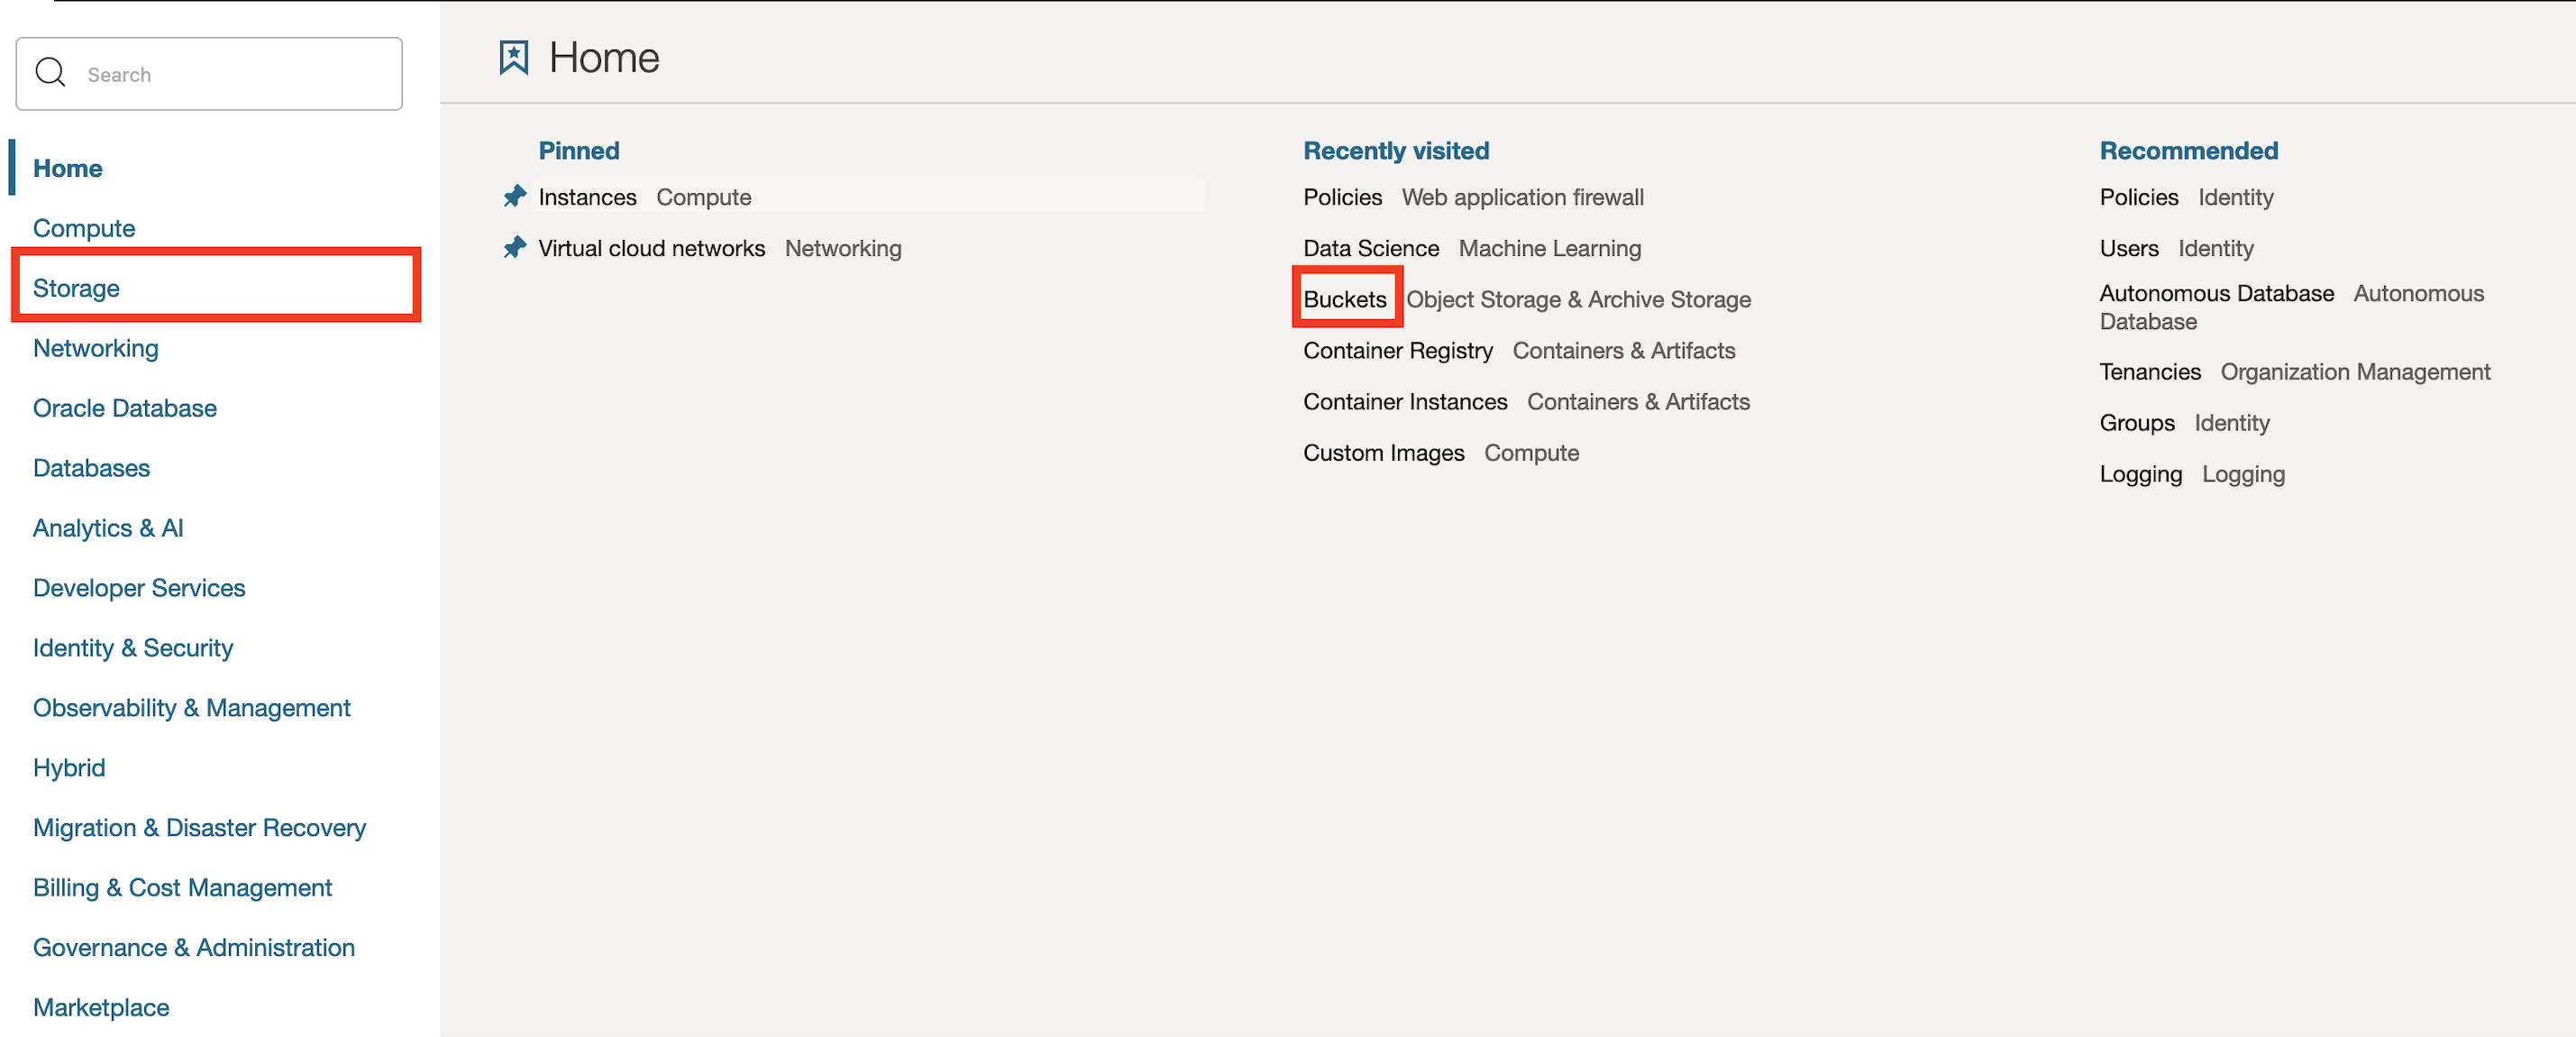 Search
Home
Compute
Storage
Networking
Oracle Database
Databases
Analytics & AI
Developer Services
Identity & Security
Observability & Management
Hybrid
Migration & Disaster Recovery
Billing & Cost Management
Governance & Administration
Marketplace
Home
Pinned
Instances Compute
Virtual cloud networks Networking
Recently visited
Policies Web application firewall
Data Science Machine Learning
Buckets Object Storage & Archive Storage
Container Registry Containers & Artifacts
Container Instances Containers & Artifacts
Custom Images Compute
Recommended
Policies Identity
Users Identity
Autonomous Database Autonomous
Database
Tenancies Organization Management
Groups Identity
Logging Logging